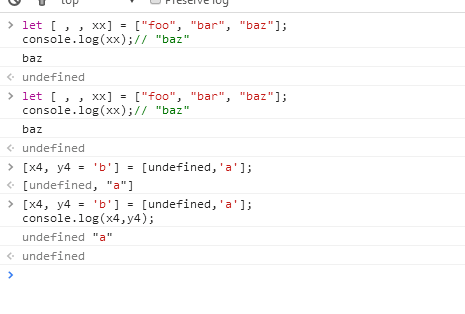 top Preserve log
let [ , , xx] = ["foo", "bar", "baz"];
console.log(xx);// "baz"
baz
undefined
let [ , , xx] = ["foo", "bar", "baz"];
console.log(xx);// "baz"
baz
undefined
[x4, y4 = 'b'] = [undefined,'a'];
[undefined, "a"]
[x4, y4 = 'b'] = [undefined,'a'];
console.log(x4,y4);
undefined "a"
undefined